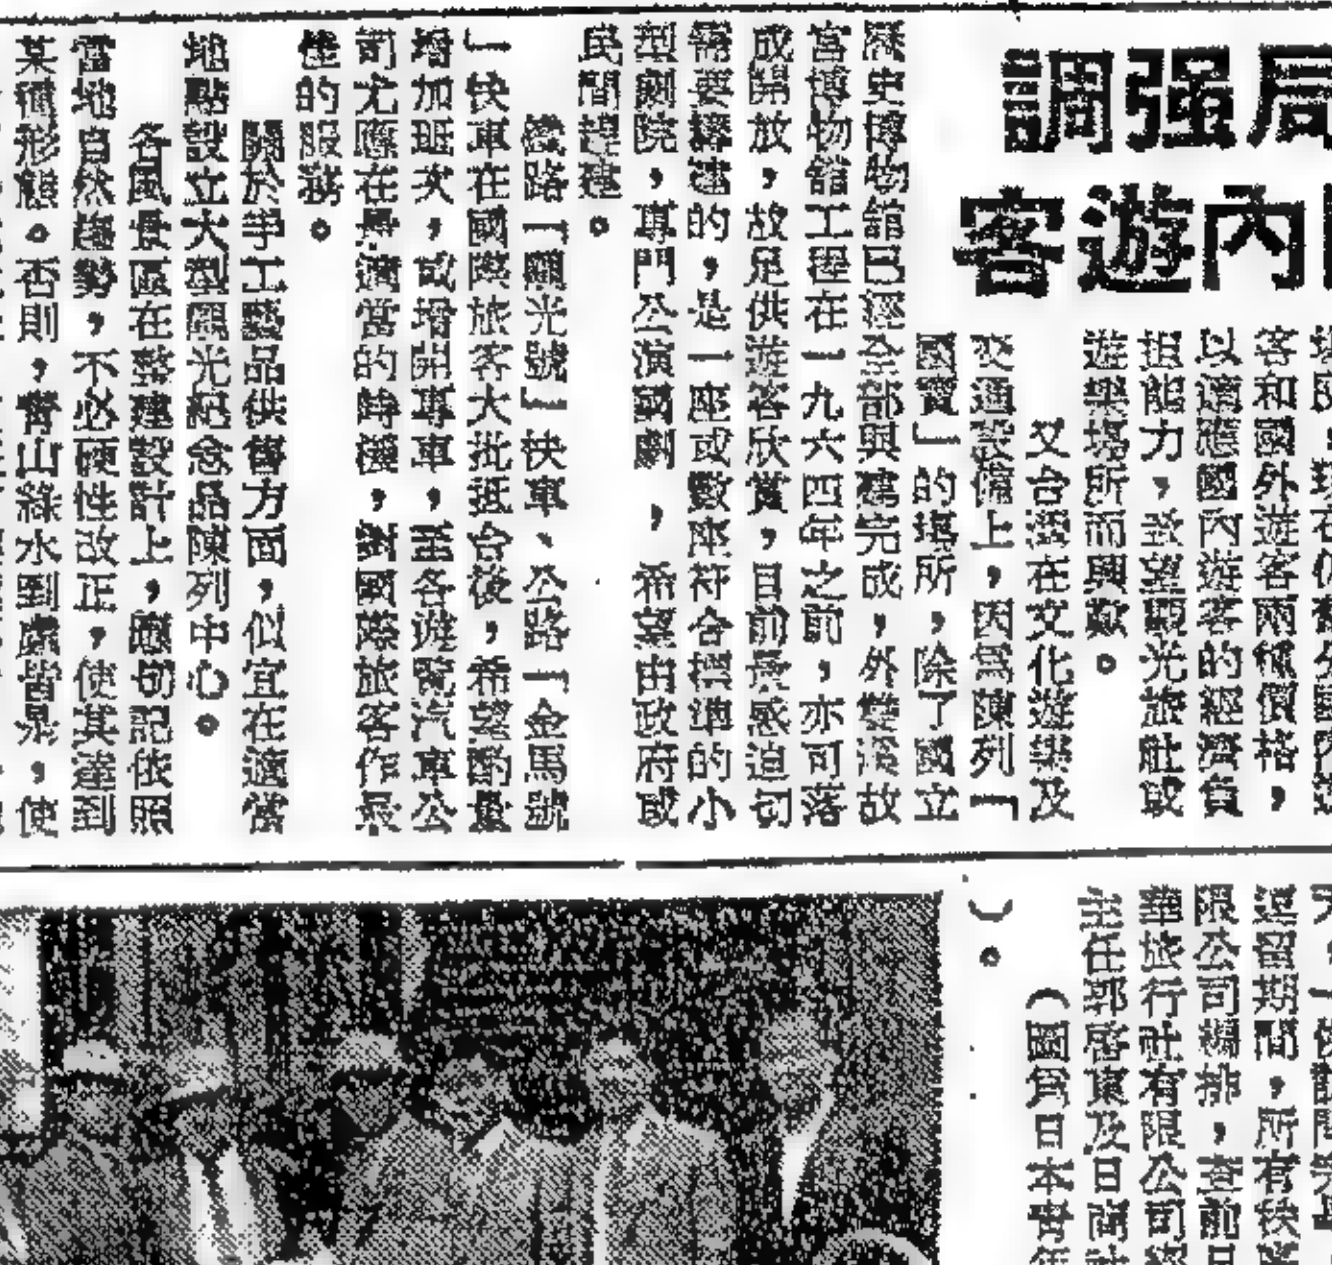 調强局
客遊內
客和國外遊客兩種價格，
以適應國內遊客的經濟負
担能力，並望觀光旅社或
遊樂場所而興歎。
又台灣在文化遊樂及
交通設備上，因爲陳列「
國寶」的塲所，除了國立
歷史博物館已經全部興建完成，外雙溪故
宮博物館工程在一九六四年之前，亦可落
成開放，故足供遊客欣賞，目前最感迫切
需要擴建的，是一座或數座符合標準的小
型劇院，專門公演國劇，希望由政府或
民間趕建。
鐵路「觀光號」快車、公路「金馬號
」快車在國際旅客大批抵台後，希望酌量
增加班次，或增開專車，至各遊覽汽車公
司尤應在最適當的時機，對國際旅客作最
佳的服務。
關於手工藝品供售方面，似宜在適當
地點設立大型觀光紀念品陳列中心。
各風景區在整建設計上，應切記依照
當地自然趨勢，不必硬性改正，使其達到
某種形態。否則，青山綠水到處皆是，使
逗留期間，所有
限公司編排，查前
華旅行社有限公司
主任郭啓東及日商社
（圖爲日本青年
）。